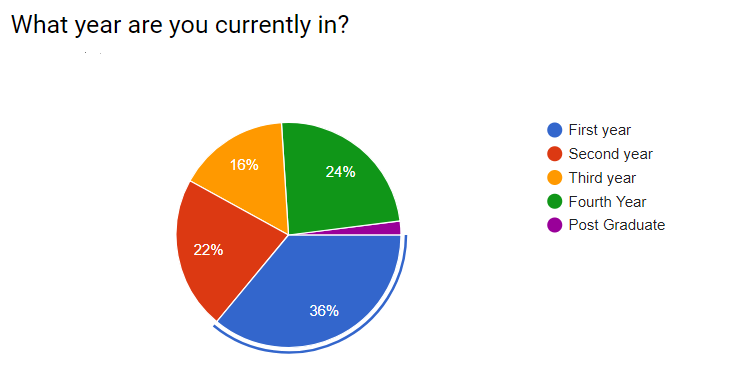 What year are you currently in?
First year
Second year
Third year
Fourth Year
Post Graduate
16%
24%
22%
36%